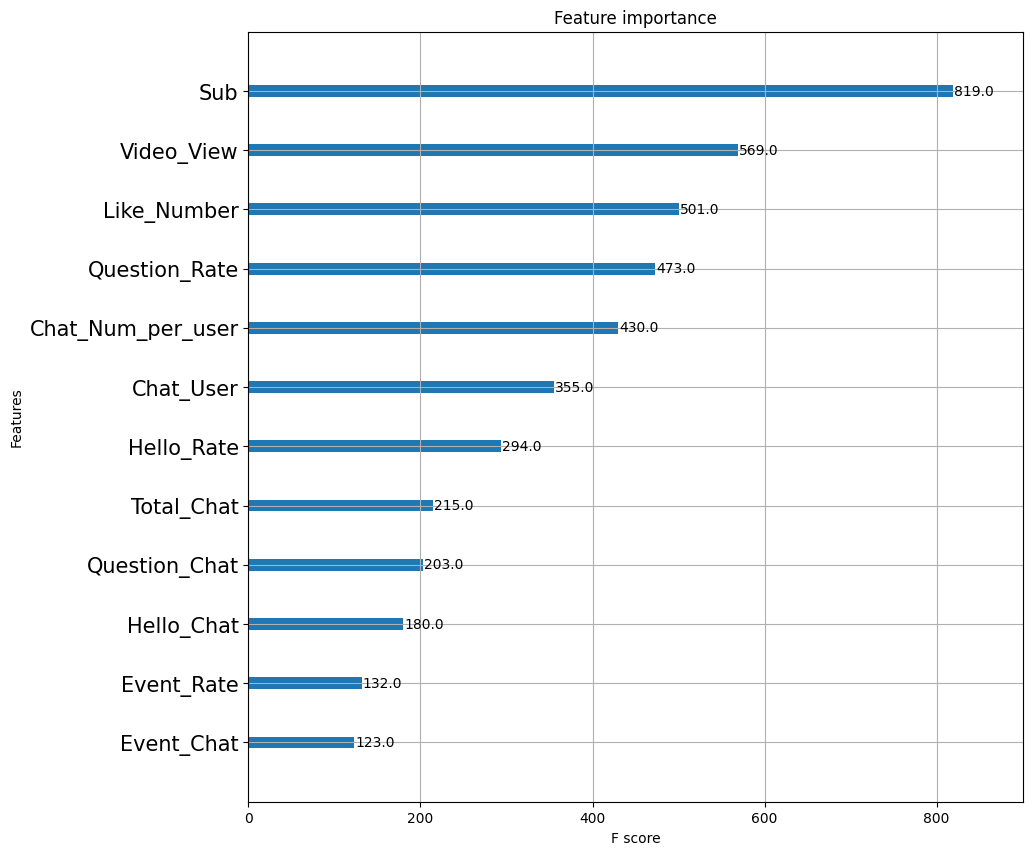 Feature importance
Sub
819.0
Video_View
569.0
Like_Number
501.0
Question_Rate
473.0
Chat_Num_per_user
430.0
Chat_User
355.0
Hello_Rate
294.0
Total_Chat
215.0
Question_Chat
203.0
Hello_Chat
180.0
Event_Rate
132.0
Event_Chat
123.0
Features
0 200 400 600 800
F score